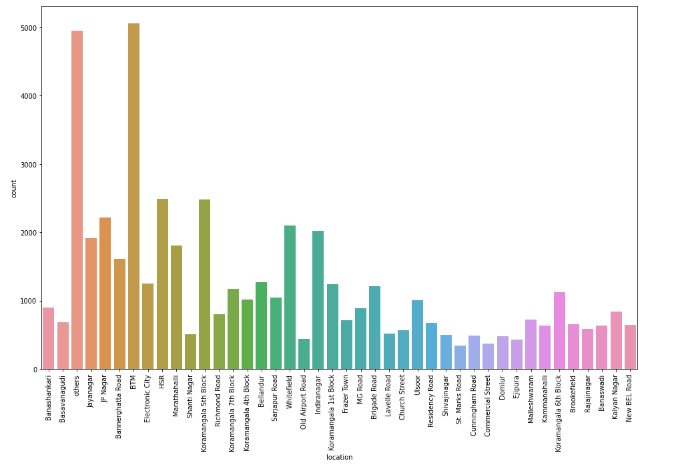 5000
4000
3000
2000
1000
0
count
Banashankari
Basavanagudi
others
Jayanagar
JP Nagar
Bannerghatta Road
BTM
Electronic City
HSR
Marathahalli
Shanti Nagar
Koramangala 5th Block
Richmond Road
Koramangala 7th Block
Koramangala 4th Block
Bellandur
Sarjapur Road
Whitefield
Old Airport Road
Indiranagar
Koramangala 1st Block
Frazer Town
MG Road
Brigade Road
Lavelle Road
Church Street
Ulsoor
Residency Road
Shivajinagar
St. Marks Road
Cunningham Road
Commercial Street
Domlur
Ejipura
Malleshwaram
Kammanahalli
Koramangala 6th Block
Brookefield
Rajajinagar
Banaswadi
Kalyan Nagar
New BEL Road
location